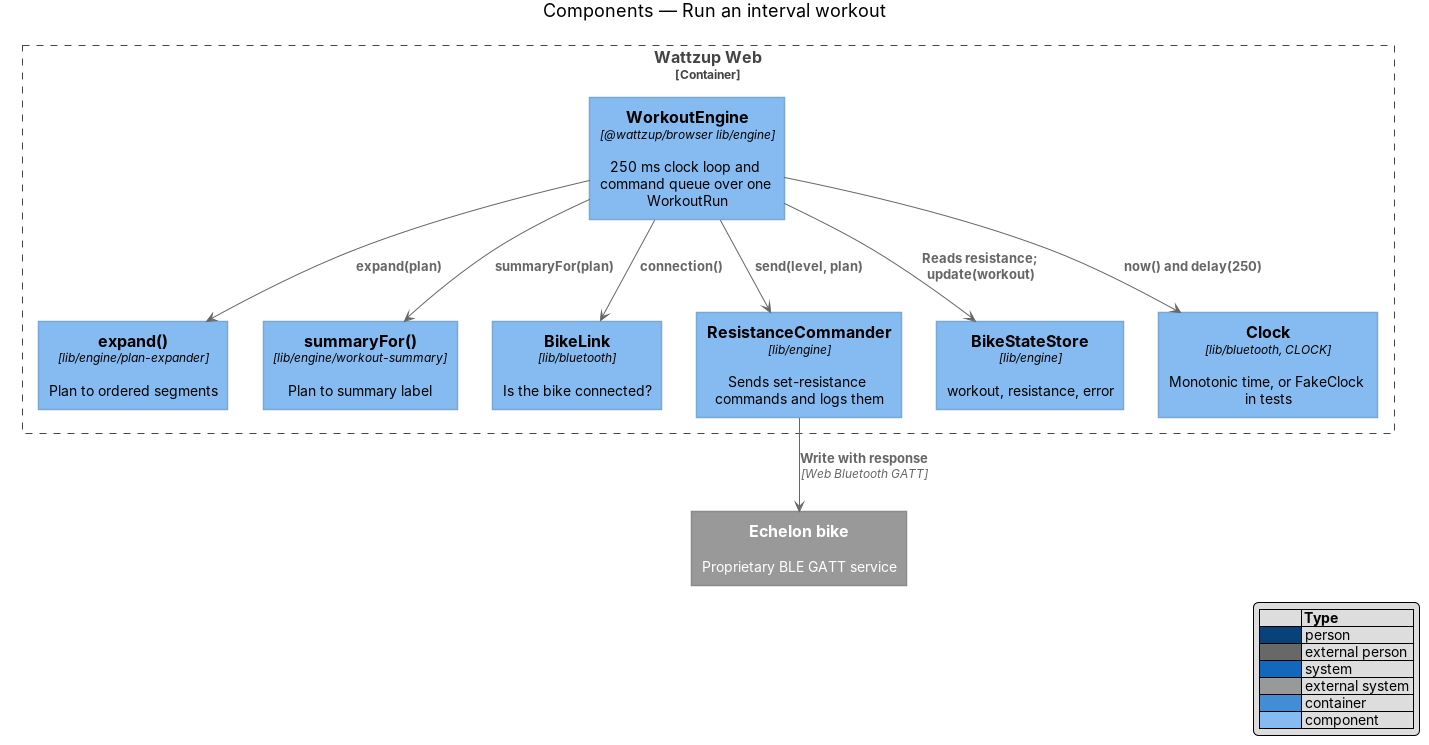 Components — Run an interval workout
Wattzup Web
[Container]
WorkoutEngine
[@wattzup/browser lib/engine]
250 ms clock loop and
command queue over one
WorkoutRun
expand(plan)
summaryFor(plan)
connection()
send(level, plan)
Reads resistance;
update(workout)
now() and delay(250)
expand()
[lib/engine/plan-expander]
Plan to ordered segments
summaryFor()
[lib/engine/workout-summary]
Plan to summary label
BikeLink
[lib/bluetooth]
Is the bike connected?
ResistanceCommander
[lib/engine]
Sends set-resistance
commands and logs them
BikeStateStore
[lib/engine]
workout, resistance, error
Clock
[lib/bluetooth, CLOCK]
Monotonic time, or FakeClock
in tests
Write with response
[Web Bluetooth GATT]
Echelon bike
Proprietary BLE GATT service
Type
person
external person
system
external system
container
component